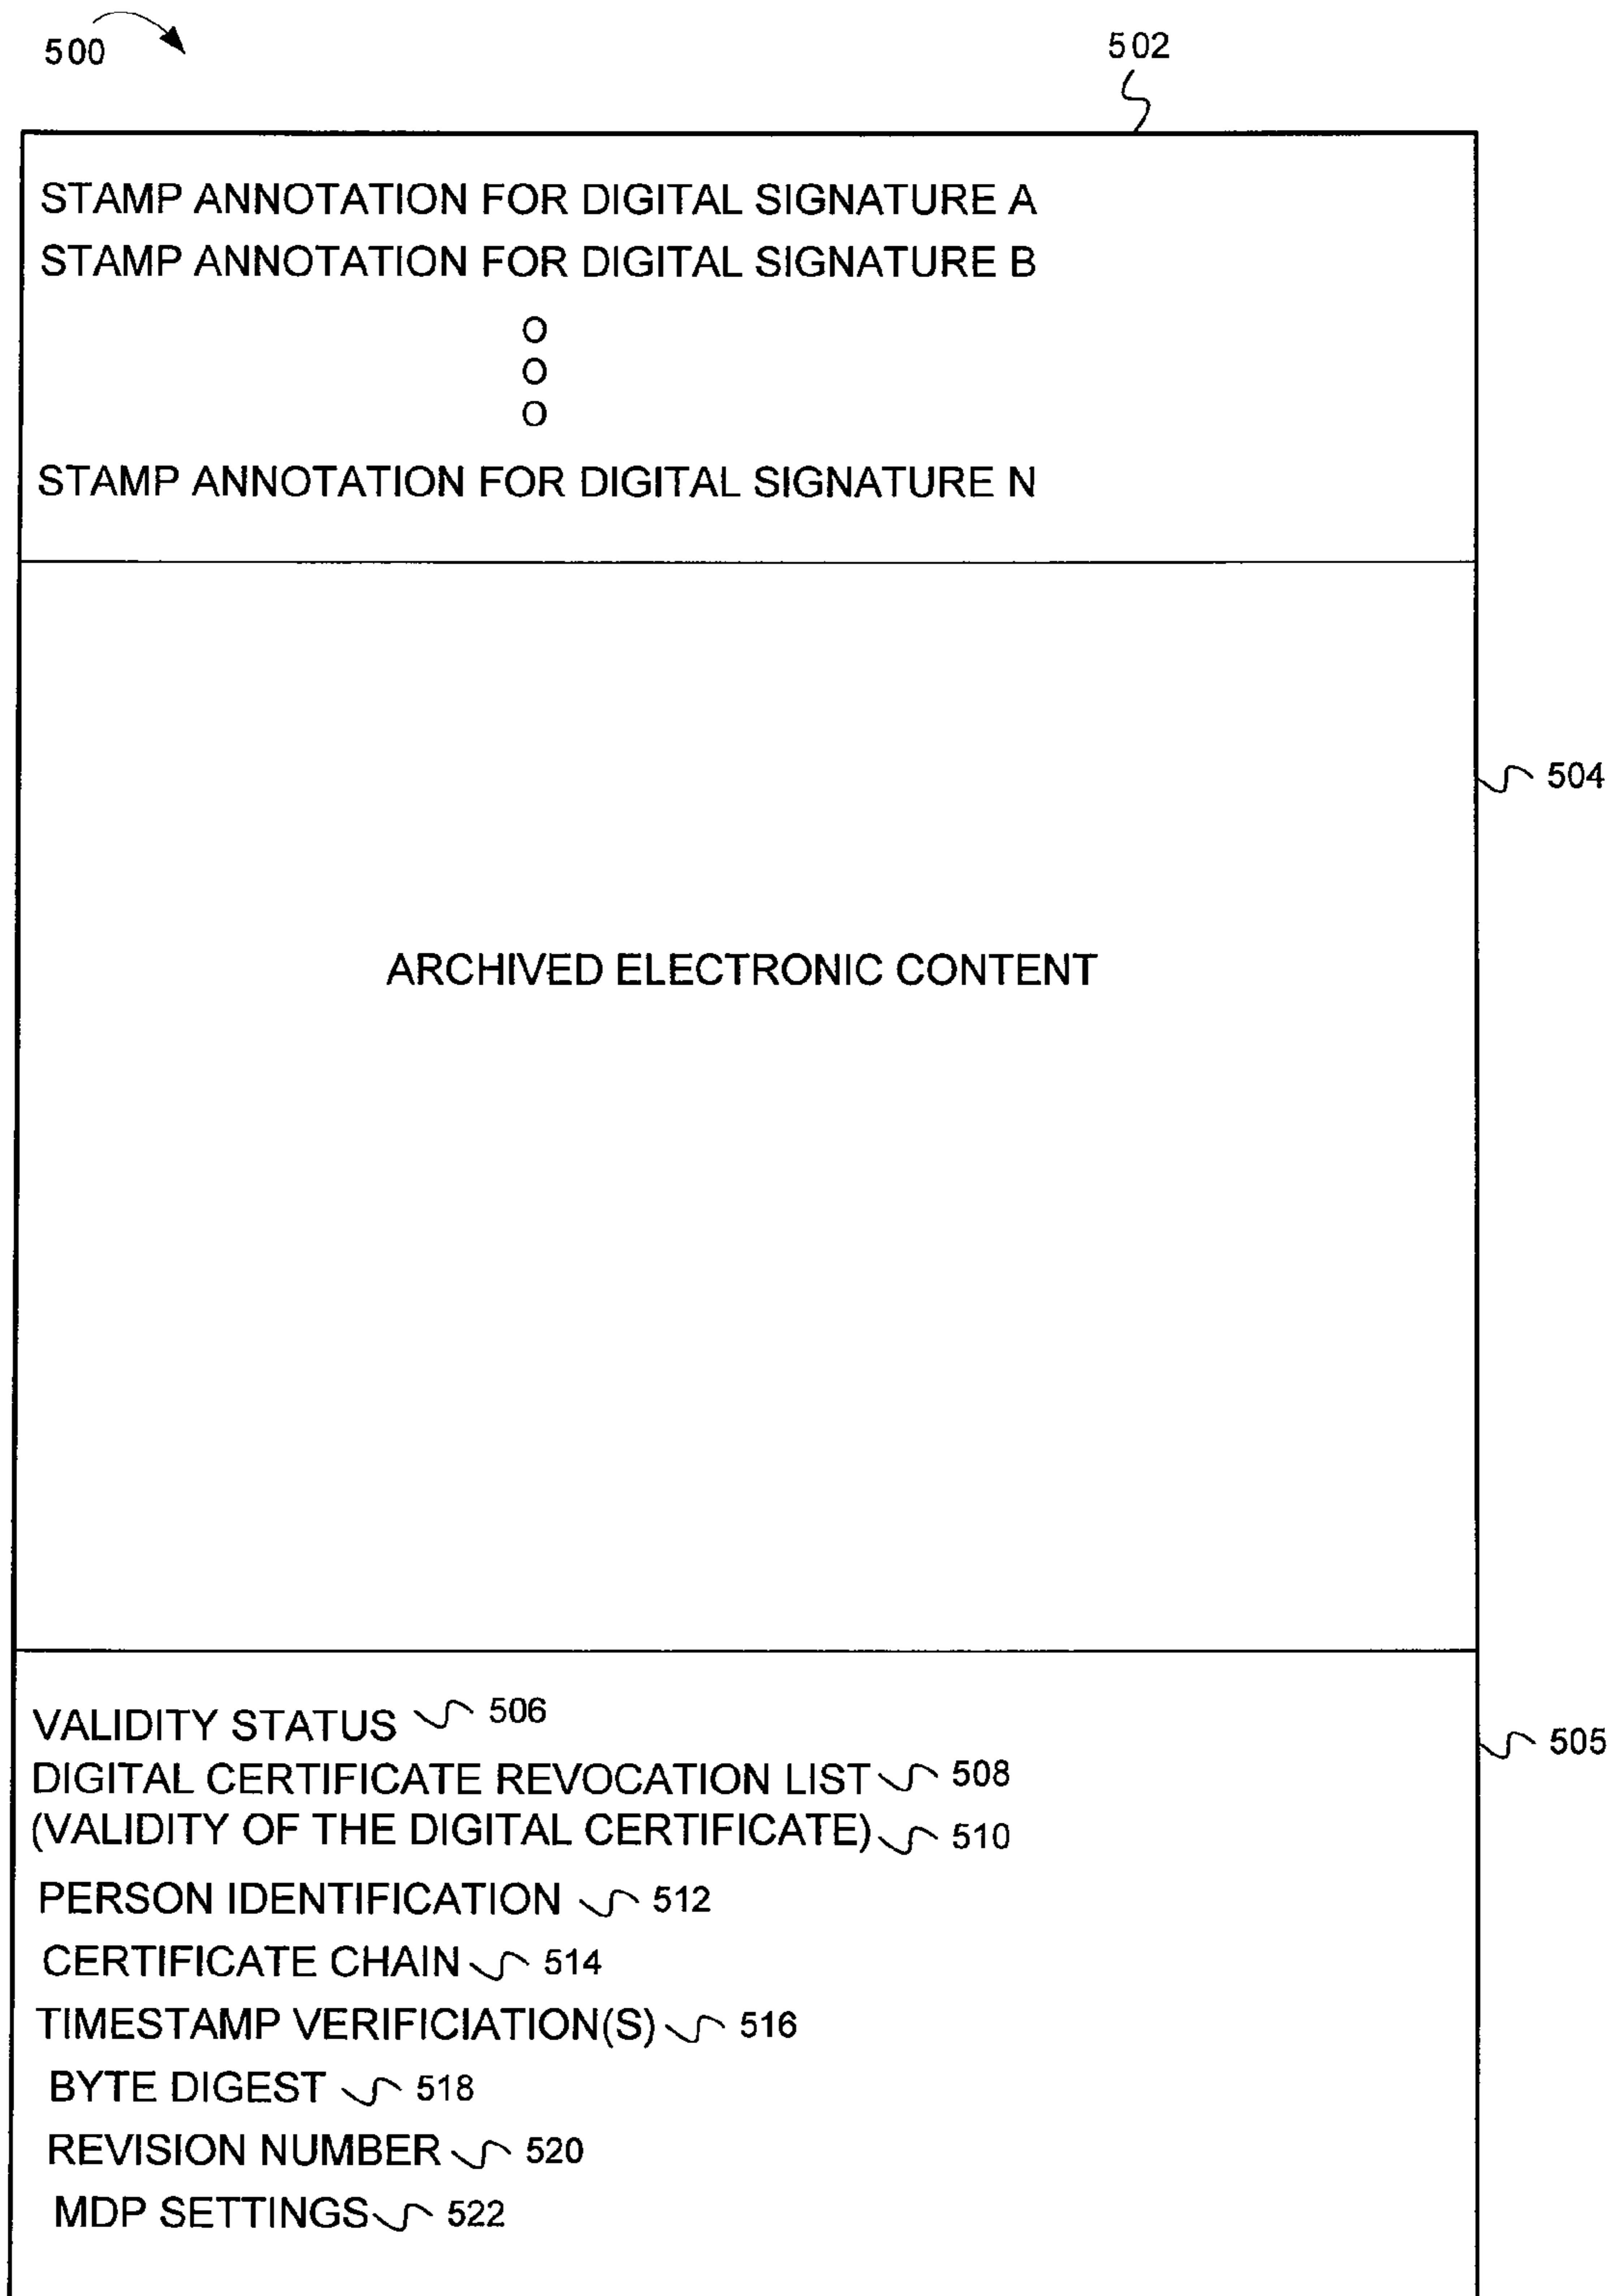 500
502
STAMP ANNOTATION FOR DIGITAL SIGNATURE A
STAMP ANNOTATION FOR DIGITAL SIGNATURE B
O
O
O
STAMP ANNOTATION FOR DIGITAL SIGNATURE N
504
ARCHIVED ELECTRONIC CONTENT
505
VALIDITY STATUS 506
DIGITAL CERTIFICATE REVOCATION LIST 508
(VALIDITY OF THE DIGITAL CERTIFICATE) 510
PERSON IDENTIFICATION 512
CERTIFICATE CHAIN 514
TIMESTAMP VERIFICIATION(S) 516
BYTE DIGEST 518
REVISION NUMBER 520
MDP SETTINGS 522